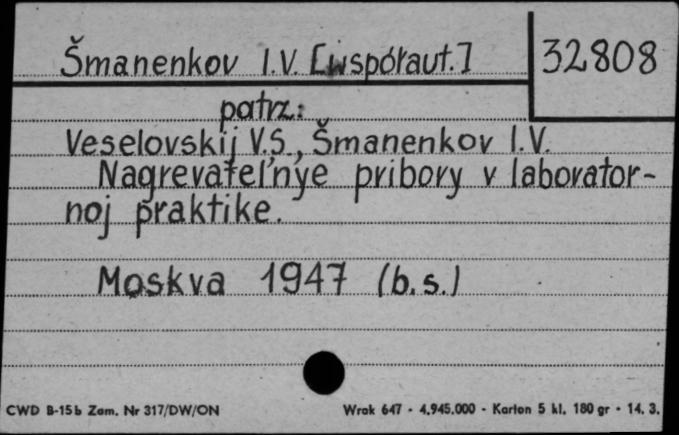 Šmanenkov I.V. [współaut.] 32808
patrz:
Veselovskij V.S., Šmanenkov I.V.
Nagrevatel'nye pribory v laborator-
noj praktike.
Moskva 1947 (b.s.)
CWD B-15b Zam. Nr 317/DW/ON Wrak 647 - 4.945.000 - Karton 5 kl. 180 gr - 14. 3.